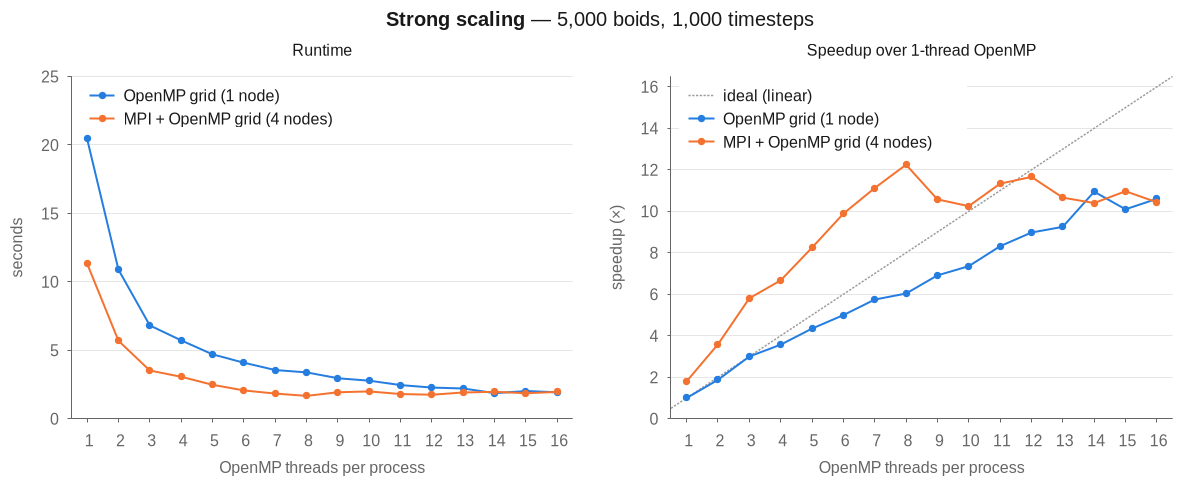 Strong scaling — 5,000 boids, 1,000 timesteps
Runtime
25
20
15
10
5
0
seconds
OpenMP grid (1 node)
MPI + OpenMP grid (4 nodes)
1 2 3 4 5 6 7 8 9 10 11 12 13 14 15 16
OpenMP threads per process
Speedup over 1-thread OpenMP
16
14
12
10
8
6
4
2
0
speedup (×)
ideal (linear)
OpenMP grid (1 node)
MPI + OpenMP grid (4 nodes)
1 2 3 4 5 6 7 8 9 10 11 12 13 14 15 16
OpenMP threads per process